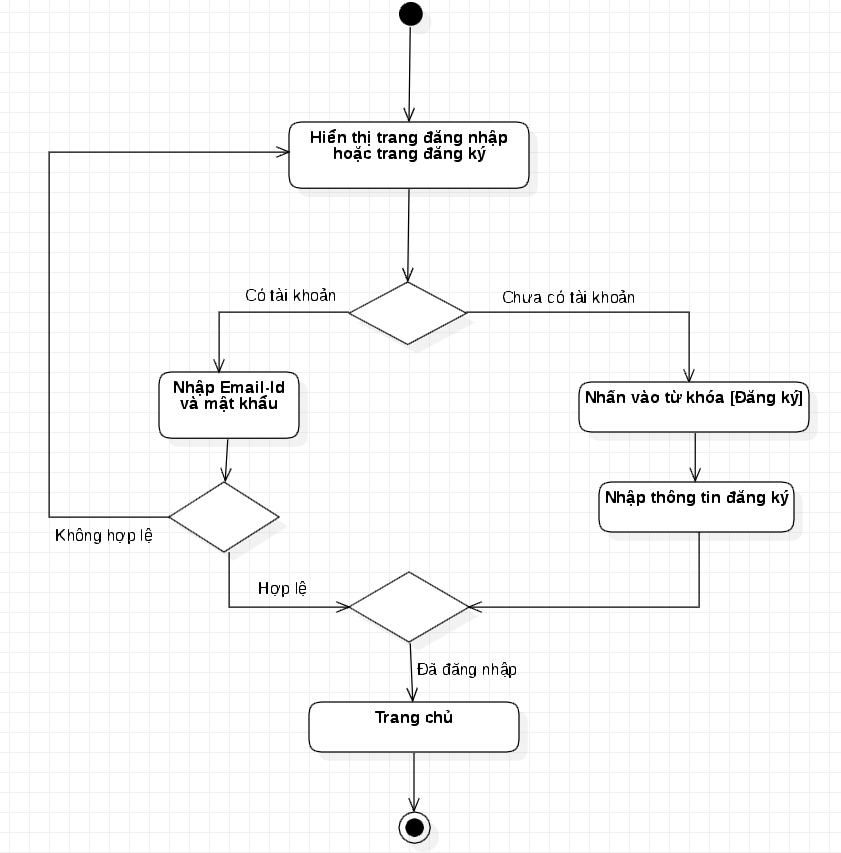 Hiển thị trang đăng nhập
hoặc trang đăng ký
Có tài khoản
Chưa có tài khoản
Nhập Email-Id
và mật khẩu
Nhấn vào từ khóa [Đăng ký]
Nhập thông tin đăng ký
Không hợp lệ
Hợp lệ
Đã đăng nhập
Trang chủ